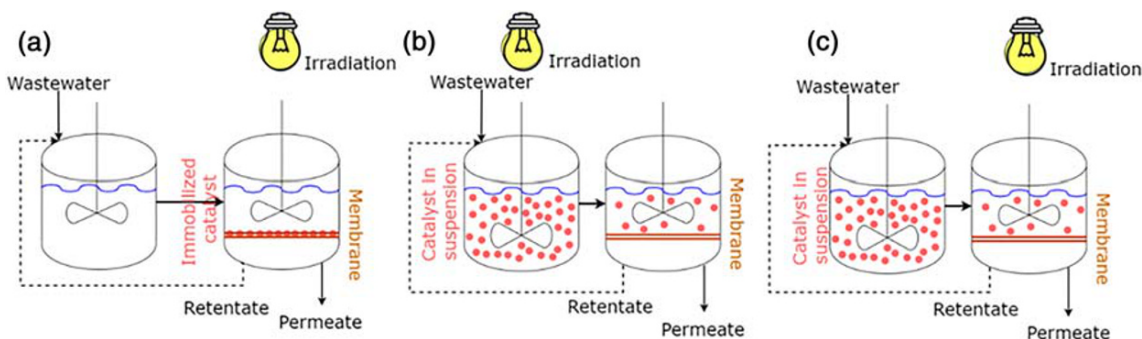 (a)
Irradiation
Wastewater
Immobilized
catalyst
Membrane
Retentate
Permeate
(b)
Irradiation
Wastewater
Catalyst in
suspension
Membrane
Retentate
Permeate
(c)
Irradiation
Wastewater
Catalyst in
suspension
Membrane
Retentate
Permeate